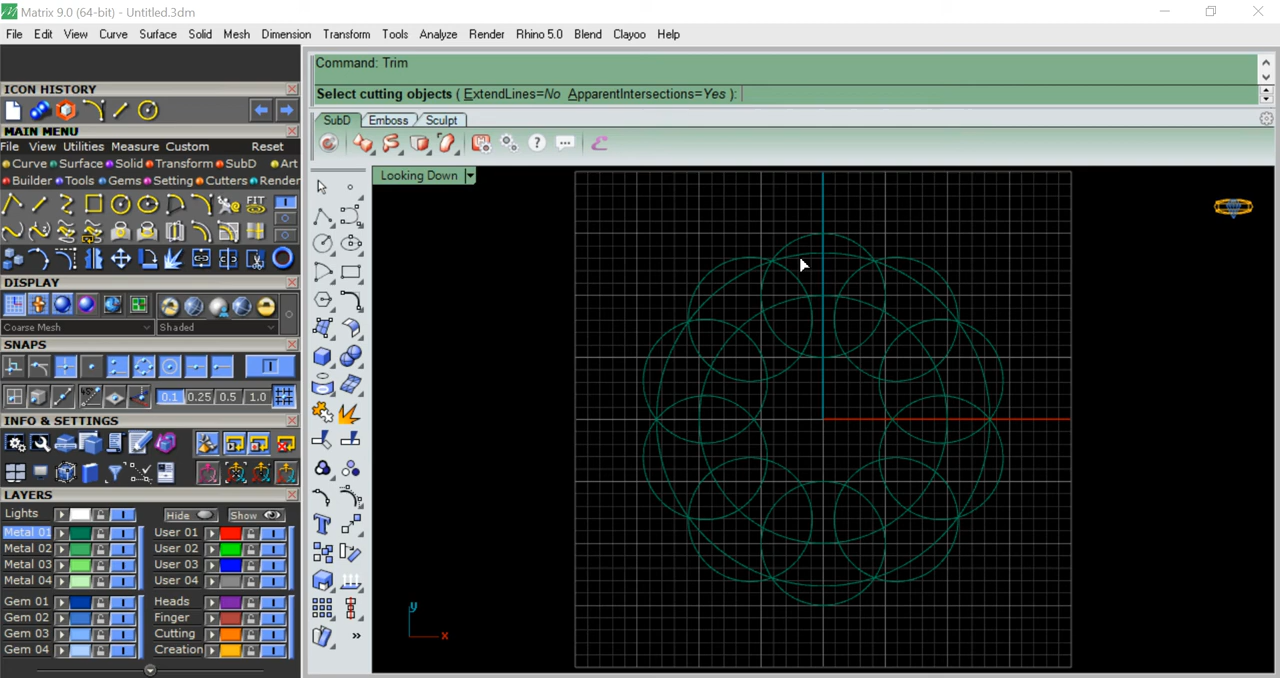 Matrix 9.0 (64-bit) - Untitled.3dm
File Edit View Curve Surface Solid Mesh Dimension Transform Tools Analyze Render Rhino 5.0 Blend Clayoo Help
Command: Trim
Select cutting objects ( ExtendLines=No ApparentIntersections=Yes ):
ICON HISTORY
MAIN MENU
File View Utilities Measure Custom Reset
Curve Surface Solid Transform SubD Art
Builder Tools Gems Setting Cutters Render
FIT
DISPLAY
Coarse Mesh Shaded
SNAPS
0.1 0.25 0.5 1.0
INFO & SETTINGS
LAYERS
Lights Hide Show
Metal 01 User 01
Metal 02 User 02
Metal 03 User 03
Metal 04 User 04
Gem 01 Heads
Gem 02 Finger
Gem 03 Cutting
Gem 04 Creation
SubD Emboss Sculpt
Looking Down
y
x